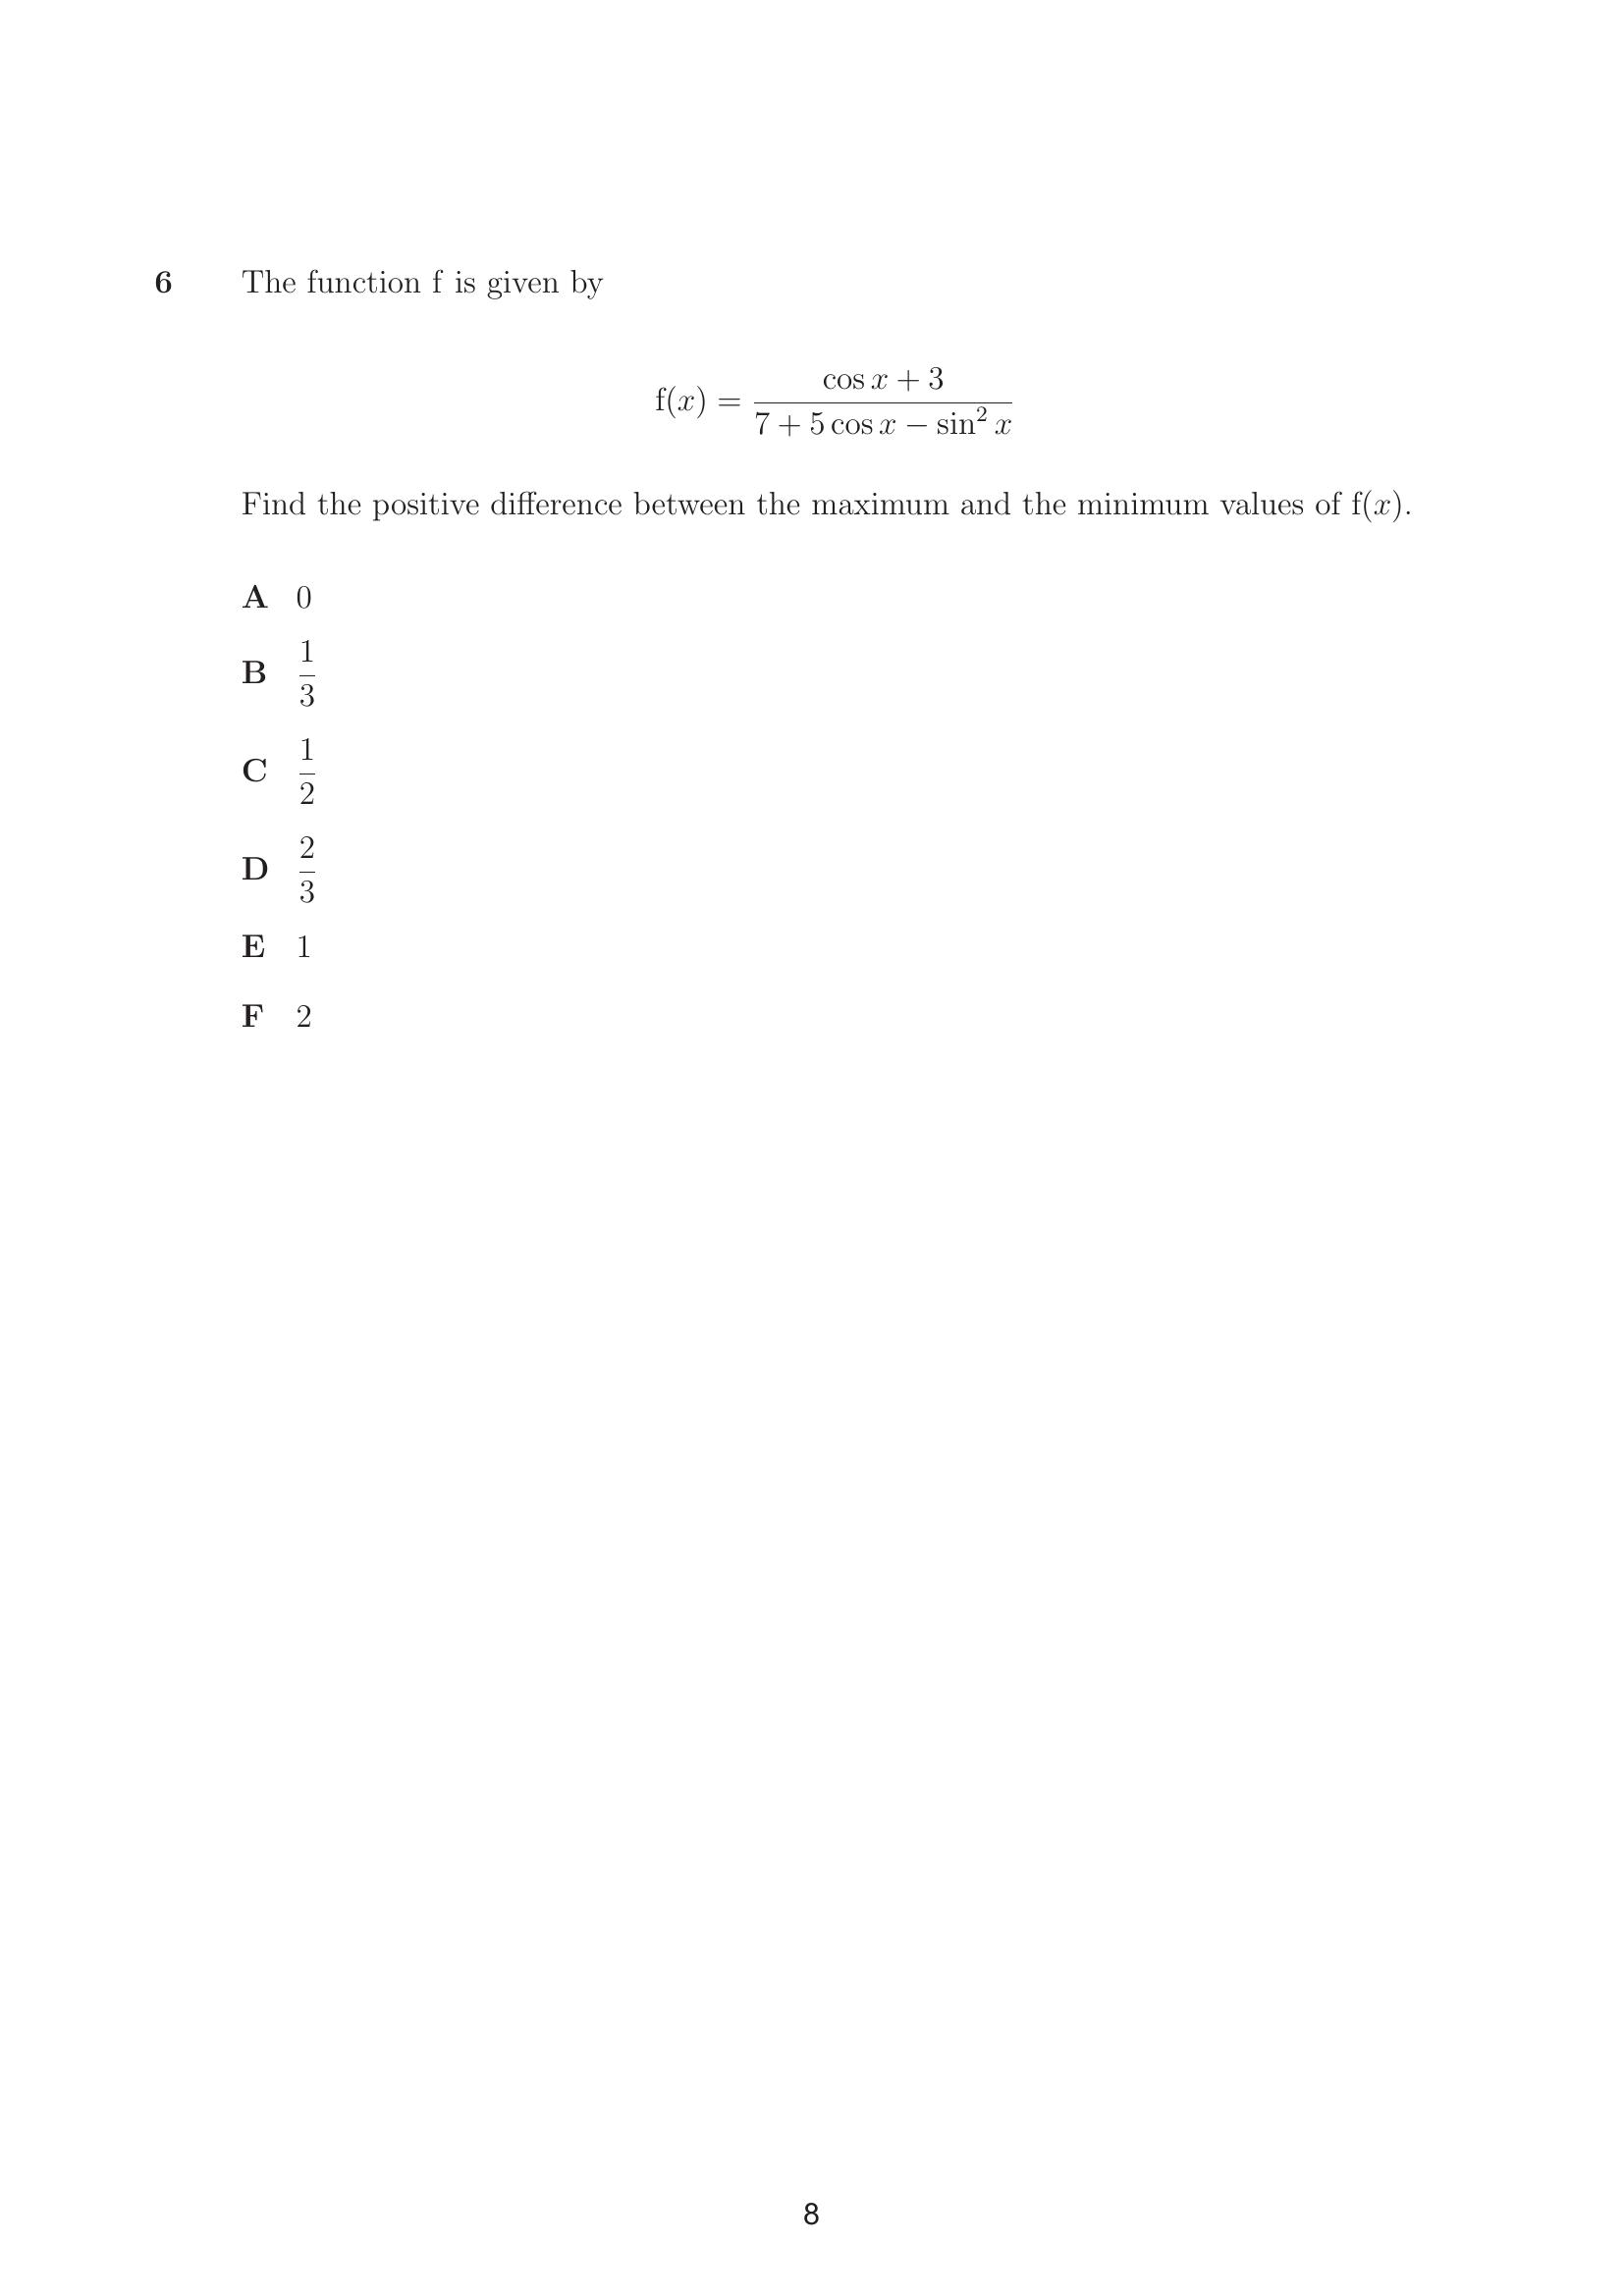 6 The function f is given by
f(x) = \frac{\cos x + 3}{7 + 5 \cos x − \sin^2 x}
Find the positive difference between the maximum and the minimum values of f(x).
A 0
B \frac{1}{3}
C \frac{1}{2}
D \frac{2}{3}
E 1
F 2
8